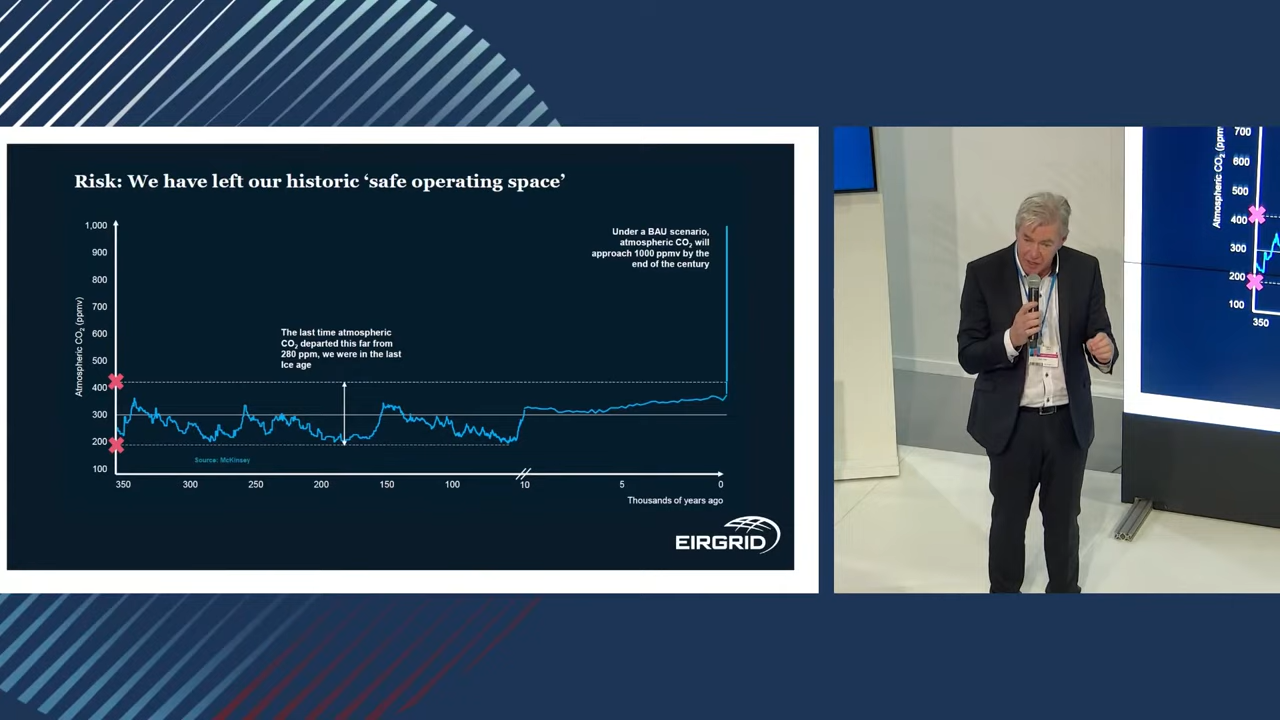 Risk: We have left our historic ‘safe operating space’
1,000
900
800
700
600
500
400
300
200
100
Atmospheric CO2 (ppmv)
Under a BAU scenario,
atmospheric CO2 will
approach 1000 ppmv by the
end of the century
The last time atmospheric
CO2 departed this far from
280 ppm, we were in the last
Ice age
Source: McKinsey
350
300
250
200
150
100
10
5
0
Thousands of years ago
EIRGRID
700
600
500
400
300
200
100
Atmospheric CO2 (ppm
350